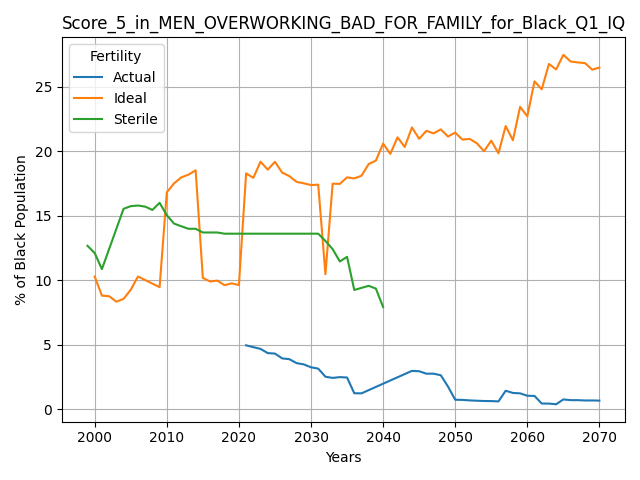 Score_5_in_MEN_OVERWORKING_BAD_FOR_FAMILY_for_Black_Q1_IQ
Fertility
Actual
Ideal
Sterile
% of Black Population
25
20
15
10
5
0
2000 2010 2020 2030 2040 2050 2060 2070
Years